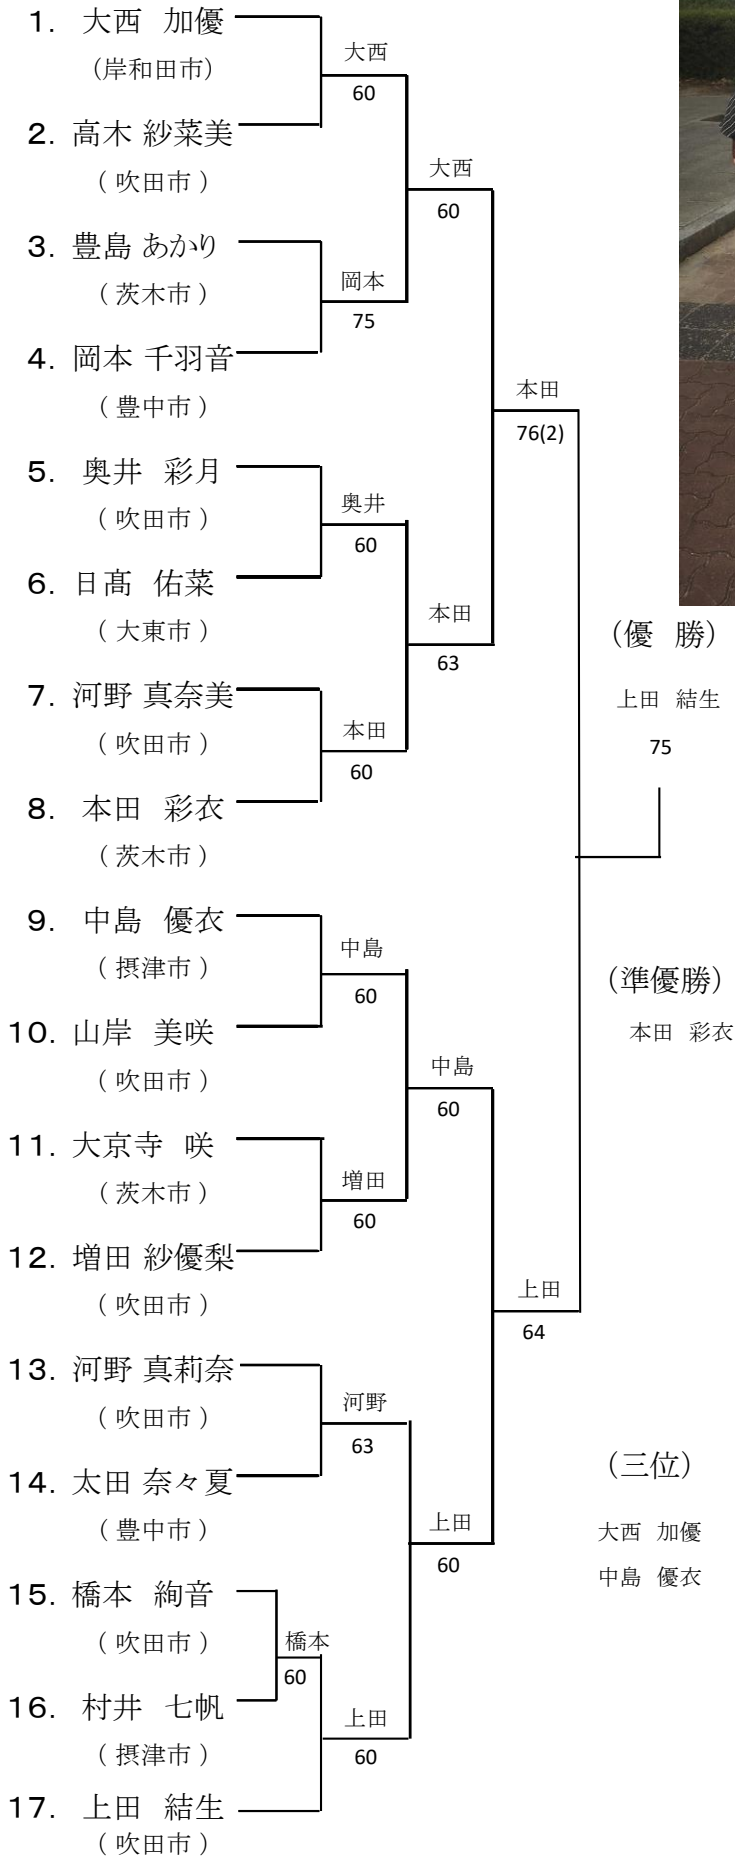 1. 大西 加優
(岸和田市)
大西
60
2. 高木 紗菜美
( 吹田市 )
大西
60
3. 豊島 あかり
( 茨木市 )
岡本
75
4. 岡本 千羽音
( 豊中市 )
本田
76(2)
5. 奥井 彩月
( 吹田市 )
奥井
60
6. 日髙 佑菜
( 大東市 )
本田
63
7. 河野 真奈美
( 吹田市 )
本田
60
8. 本田 彩衣
( 茨木市 )
(優 勝)
上田 結生
75
9. 中島 優衣
( 摂津市 )
中島
60
10. 山岸 美咲
( 吹田市 )
中島
60
(準優勝)
本田 彩衣
11. 大京寺 咲
( 茨木市 )
増田
60
12. 増田 紗優梨
( 吹田市 )
上田
64
13. 河野 真莉奈
( 吹田市 )
河野
63
14. 太田 奈々夏
( 豊中市 )
上田
60
(三位)
大西 加優
中島 優衣
15. 橋本 絢音
( 吹田市 )
橋本
60
16. 村井 七帆
( 摂津市 )
上田
60
17. 上田 結生
( 吹田市 )